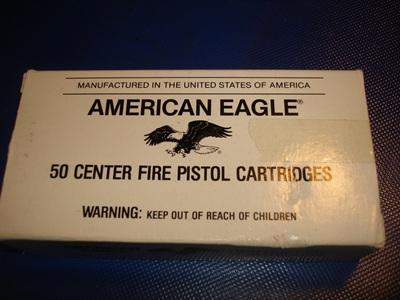 MANUFACTURED IN THE UNITED STATES OF AMERICA
AMERICAN EAGLE®
50 CENTER FIRE PISTOL CARTRIDGES
WARNING: KEEP OUT OF REACH OF CHILDREN